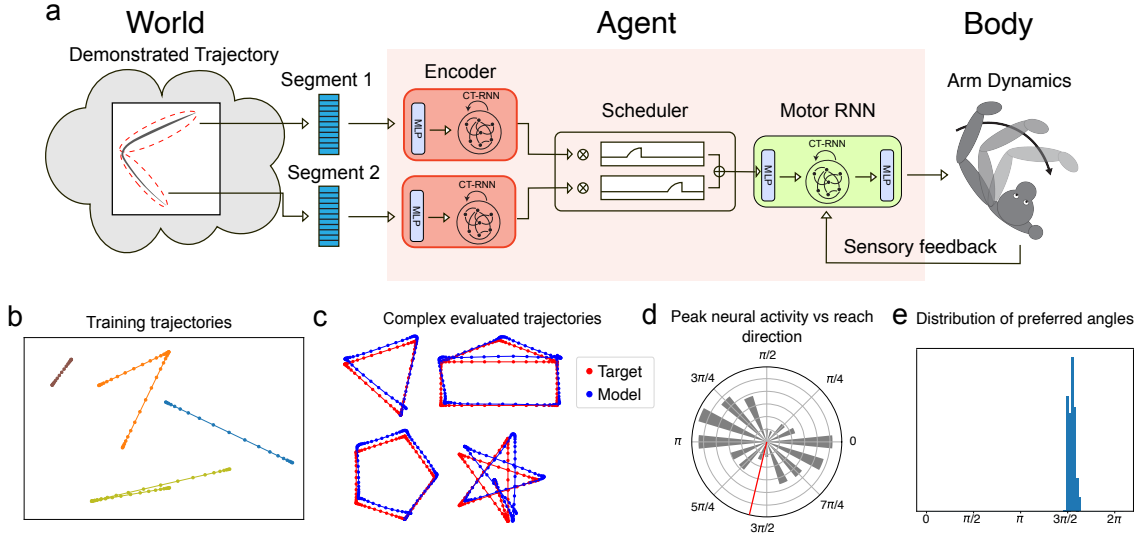 a
World
Agent
Body
Demonstrated Trajectory
Segment 1
Segment 2
Encoder
CT-RNN
MLP
CT-RNN
MLP
Scheduler
Motor RNN
CT-RNN
MLP
MLP
Arm Dynamics
Sensory feedback
b
Training trajectories
c
Complex evaluated trajectories
Target
Model
d
Peak neural activity vs reach
direction
π/2
3π/4
π/4
π
0
5π/4
7π/4
3π/2
e
Distribution of preferred angles
0
π/2
π
3π/2
2π